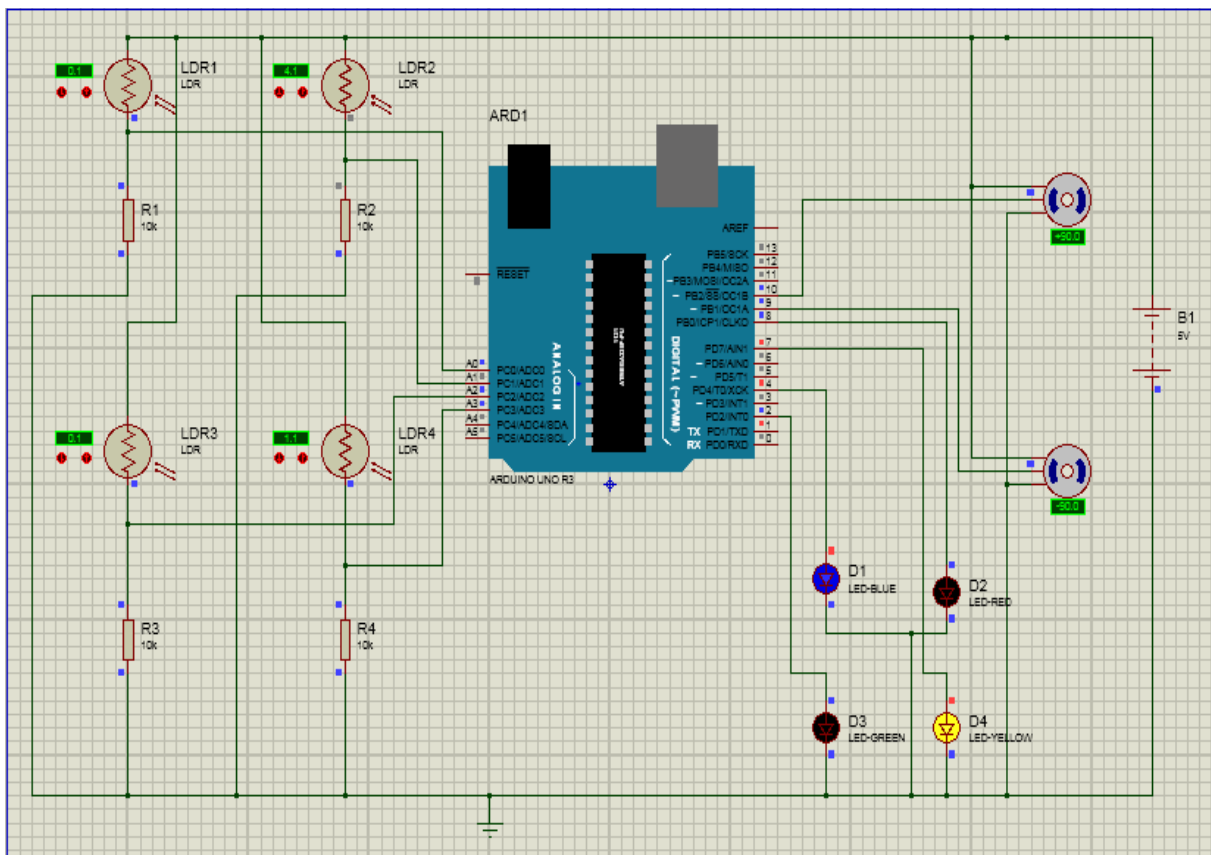 0.1
LDR1
LDR
4.1
LDR2
LDR
ARD1
R1
10k
R2
10k
RESET
AREF
PB5/SCK 13
PB4/MISO 12
~PB3/MOSI/OC2A 11
~PB2/SS/OC1B 10
~PB1/OC1A 9
PB0/ICP1/CLKO 8
PD7/AIN1 7
~PD6/AIN0 6
~PD5/T1 5
PD4/T0/XCK 4
~PD3/INT1 3
PD2/INT0 2
TX PD1/TXD 1
RX PD0/RXD 0
A0 PC0/ADC0
A1 PC1/ADC1
A2 PC2/ADC2
A3 PC3/ADC3
A4 PC4/ADC4/SDA
A5 PC5/ADC5/SCL
ANALOG IN
DIGITAL (~PWM)
ARDUINO UNO R3
+90.0
B1
5V
0.1
LDR3
LDR
1.1
LDR4
LDR
-90.0
R3
10k
R4
10k
D1
LED-BLUE
D2
LED-RED
D3
LED-GREEN
D4
LED-YELLOW